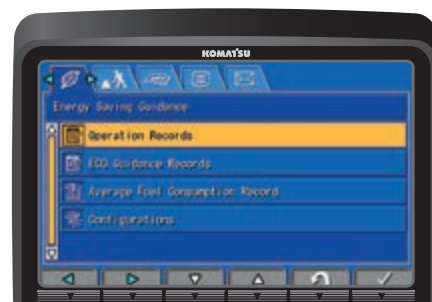 KOMATSU
Energy Saving Guidance
Operation Records
ECO Guidance Records
Average Fuel Consumption Record
Configurations